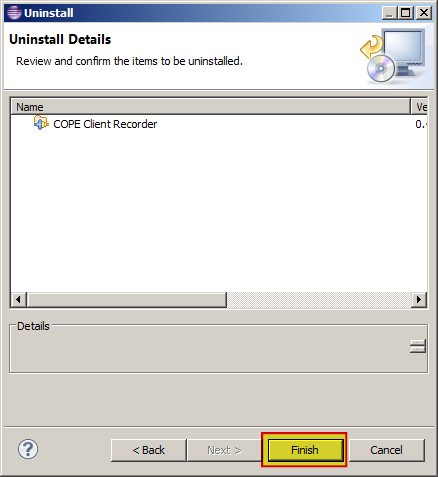 Uninstall
Uninstall Details
Review and confirm the items to be uninstalled.
Name Ve
COPE Client Recorder 0.
Details
? < Back Next > Finish Cancel